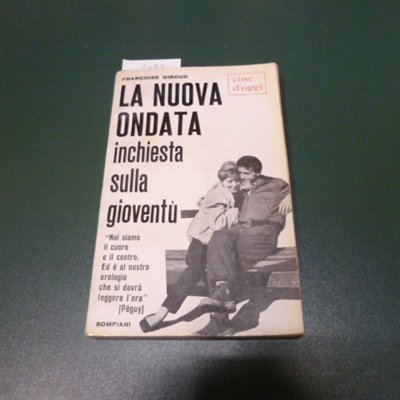 FRANÇOISE GIROUD
cose
d'oggi
LA NUOVA
ONDATA
inchiesta
sulla
gioventù
"Noi siamo
il cuore
e il centro.
Ed è al nostro
orologio
che si dovrà
leggere l'ora"
[Péguy]
BOMPIANI